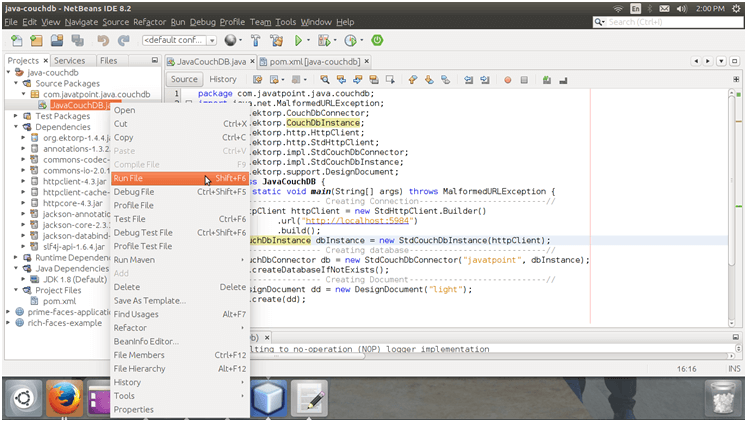 java-couchdb - NetBeans IDE 8.2
En
2:00 PM
File Edit View Navigate Source Refactor Run Debug Profile Team Tools Window Help
Search (Ctrl+I)
<default conf...
Projects
Services
Files
java-couchdb
Source Packages
com.javatpoint.java.couchdb
JavaCouchDB.ja
Test Packages
Dependencies
org.ektorp-1.4.4.ja
annotations-1.3.2
commons-codec-
commons-io-2.0.1
httpclient-4.3.jar
httpcore-4.3.jar
jackson-annotation
jackson-core-2.3.
jackson-databind-
slf4j-api-1.6.4.jar
Runtime Dependenc
Java Dependencies
JDK 1.8 (Default)
Project Files
pom.xml
prime-faces-applicatio
rich-faces-example
Open
Cut Ctrl+X
Copy Ctrl+C
Paste Ctrl+V
Compile File F9
Run File Shift+F6
Debug File Ctrl+Shift+F5
Profile File
Test File Ctrl+F6
Debug Test File Ctrl+Shift+F6
Profile Test File
Run Maven
Add
Delete Delete
Save As Template...
Find Usages Alt+F7
Refactor
BeanInfo Editor...
File Members Ctrl+F12
File Hierarchy Alt+F12
History
Tools
Properties
JavaCouchDB.java
pom.xml [java-couchdb]
Source
History
package com.javatpoint.java.couchdb;
import java.net.MalformedURLException;
.ektorp.CouchDbConnector;
.ektorp.CouchDbInstance;
.ektorp.http.HttpClient;
.ektorp.http.StdHttpClient;
.ektorp.impl.StdCouchDbConnector;
.ektorp.impl.StdCouchDbInstance;
.ektorp.support.DesignDocument;
ss JavaCouchDB {
static void main(String[] args) throws MalformedURLException {
--------------- Creating Connection--------------------------//
tpClient httpClient = new StdHttpClient.Builder()
.url("http://localhost:5984")
.build();
uchDbInstance dbInstance = new StdCouchDbInstance(httpClient);
--------------- Creating database---------------------------//
uchDbConnector db = new StdCouchDbConnector("javatpoint", dbInstance);
.createDatabaseIfNotExists();
--------------- Creating Document--------------------------//
signDocument dd = new DesignDocument("light");
.create(dd);
b)
lting to no-operation (NOP) logger implementation
16:16
INS